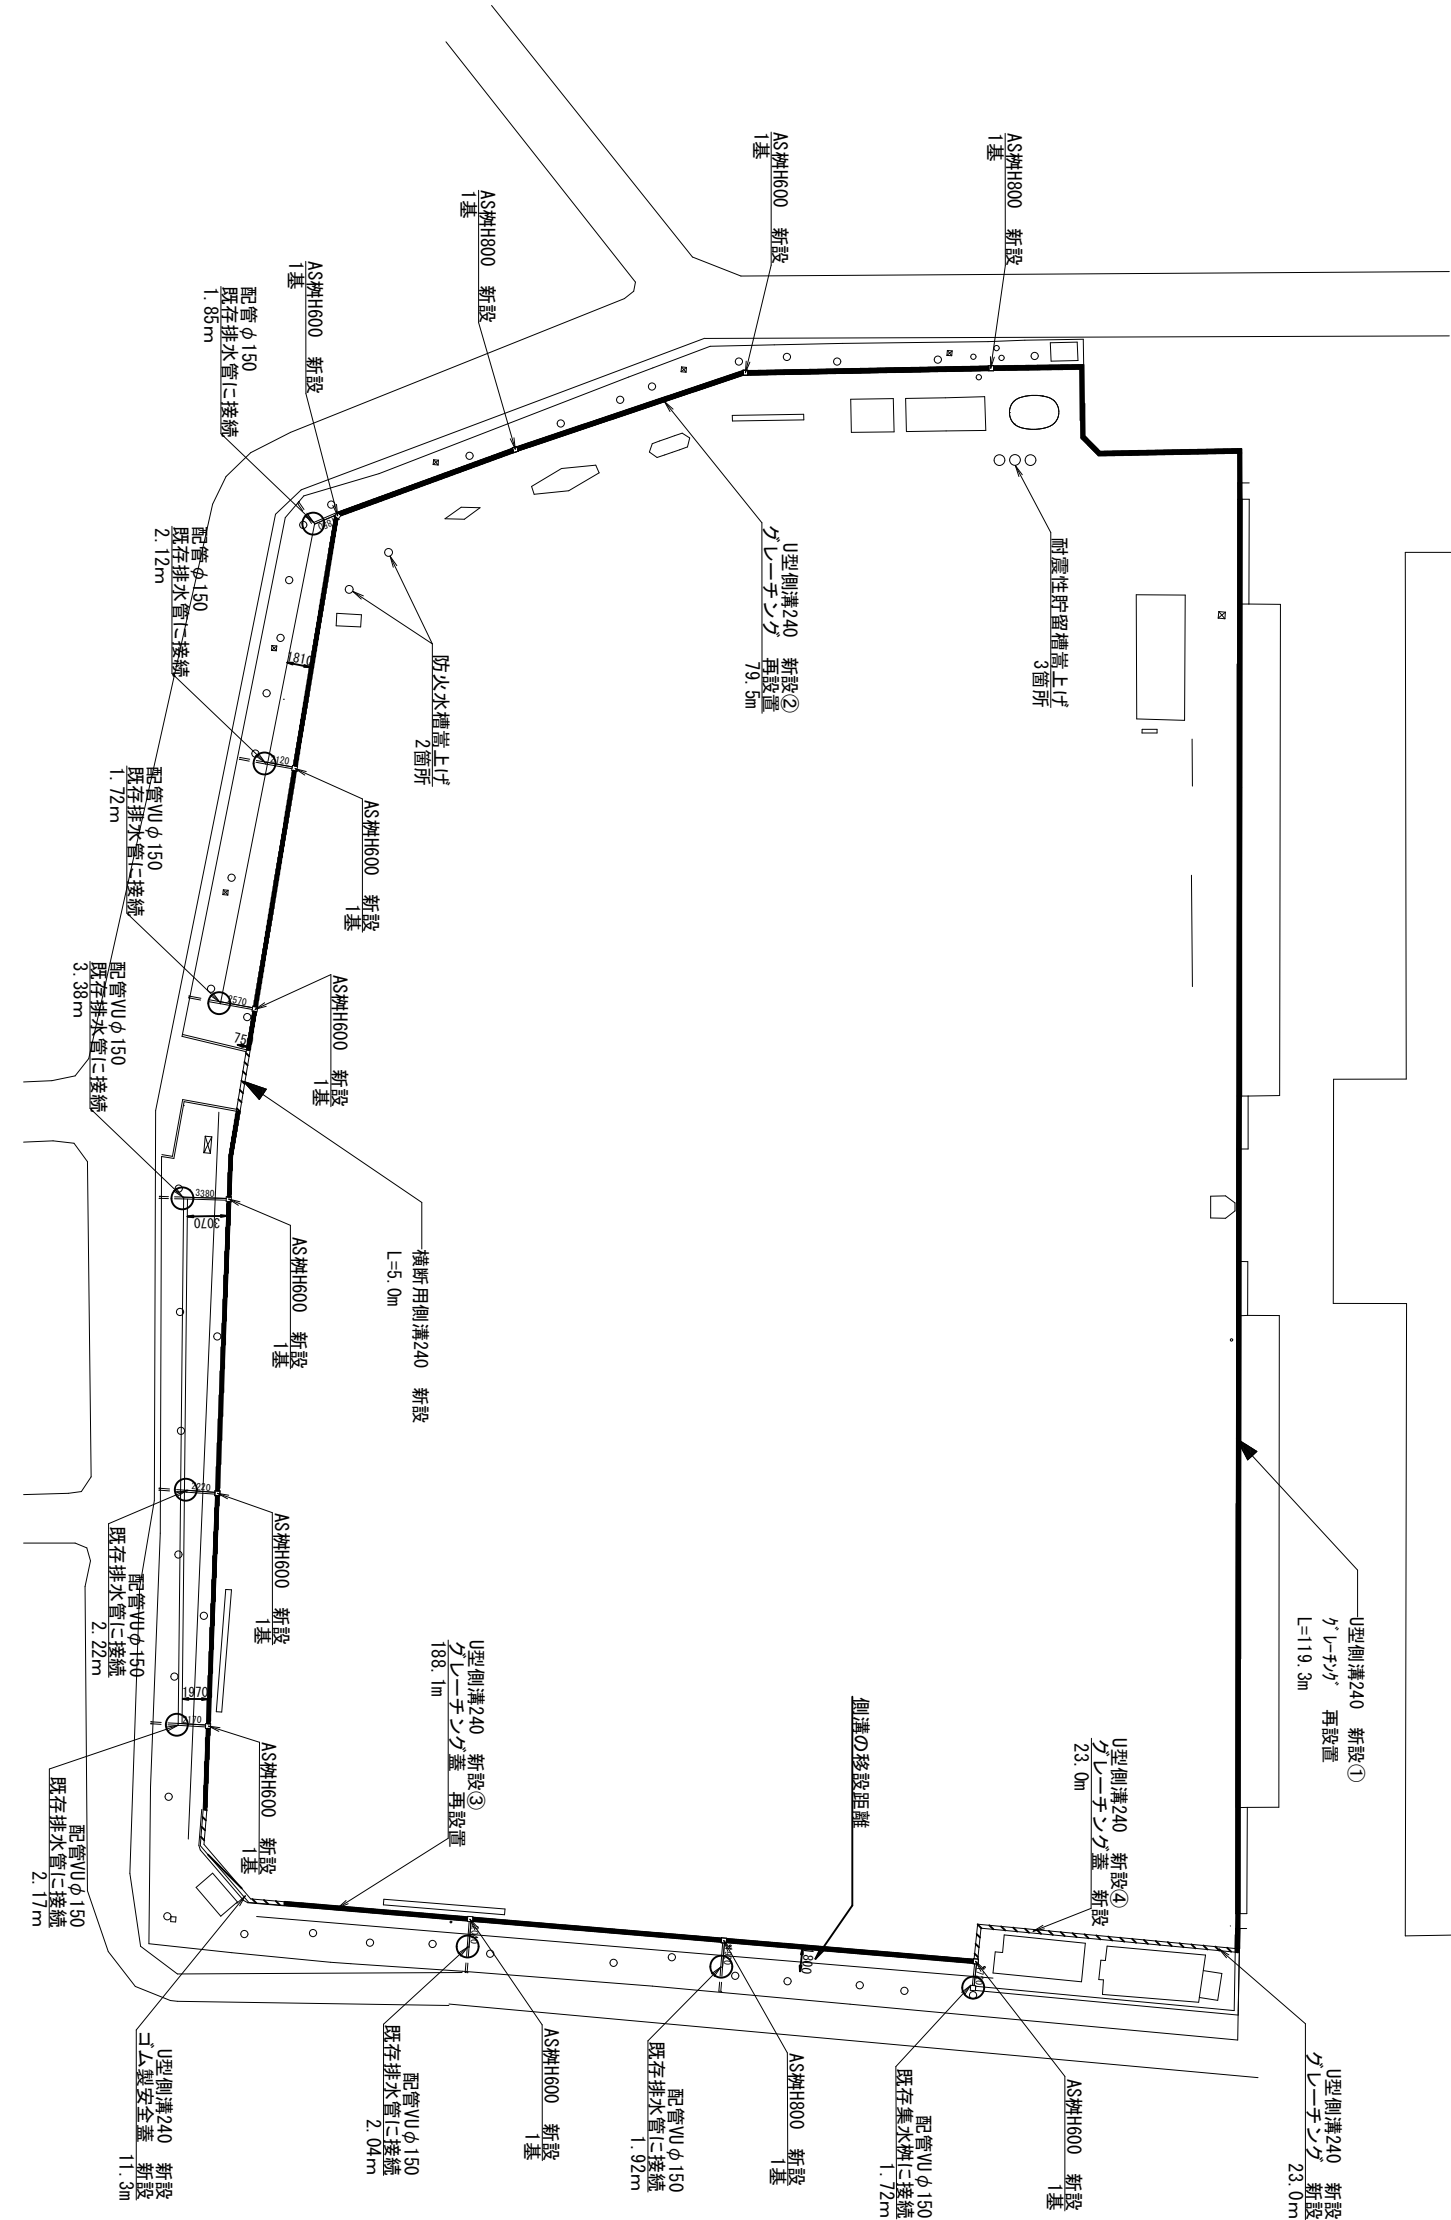 AS桝H800　新設
1基
AS桝H600　新設
1基
AS桝H800　新設
1基
AS桝H600　新設
1基
配管φ150
既存排水管に接続
1.85m
配管φ150
既存排水管に接続
2.12m
配管VUφ150
既存排水管に接続
1.72m
配管VUφ150
既存排水管に接続
3.38m
耐震性貯留槽嵩上げ
3箇所
U型側溝240　新設②
グレーチング　再設置
79.5m
防火水槽嵩上げ
2箇所
1810
2120
AS桝H600　新設
1基
2570
750
AS桝H600　新設
1基
3380
3070
AS桝H600　新設
1基
横断用側溝240　新設
L=5.0m
2220
AS桝H600　新設
1基
配管VUφ150
既存排水管に接続
2.22m
1970
2170
AS桝H600　新設
1基
配管VUφ150
既存排水管に接続
2.17m
U型側溝240　新設①
グレーチング　再設置
L=119.3m
U型側溝240　新設③
グレーチング蓋　再設置
188.1m
側溝の移設距離
1800
U型側溝240　新設④
グレーチング蓋　新設
23.0m
U型側溝240　新設
グレーチング　新設
23.0m
AS桝H600　新設
1基
配管VUφ150
既存集水桝に接続
1.72m
AS桝H800　新設
1基
配管VUφ150
既存排水管に接続
1.92m
AS桝H600　新設
1基
配管VUφ150
既存排水管に接続
2.04m
U型側溝240　新設
ゴム製安全蓋　新設
11.3m